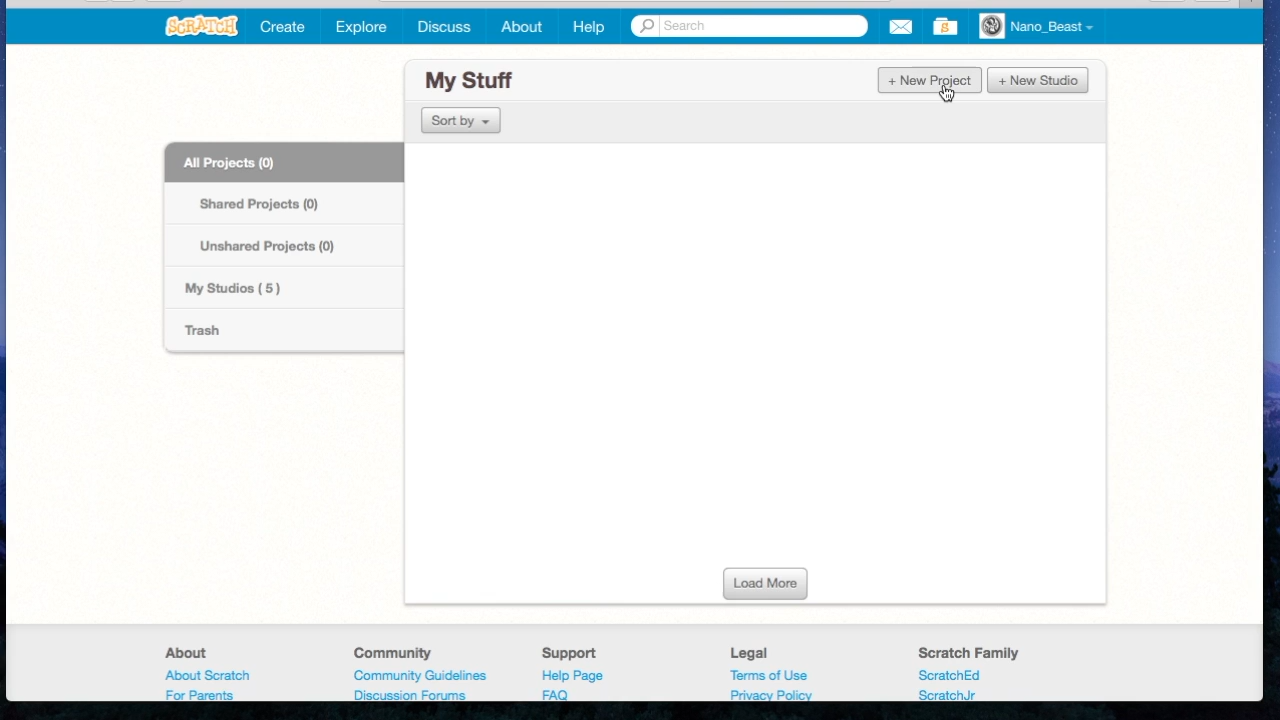 SCRATCH Create Explore Discuss About Help Search Nano_Beast
My Stuff + New Project + New Studio
Sort by
All Projects (0)
Shared Projects (0)
Unshared Projects (0)
My Studios ( 5 )
Trash
Load More
About Community Support Legal Scratch Family
About Scratch Community Guidelines Help Page Terms of Use ScratchEd
For Parents Discussion Forums FAQ Privacy Policy ScratchJr